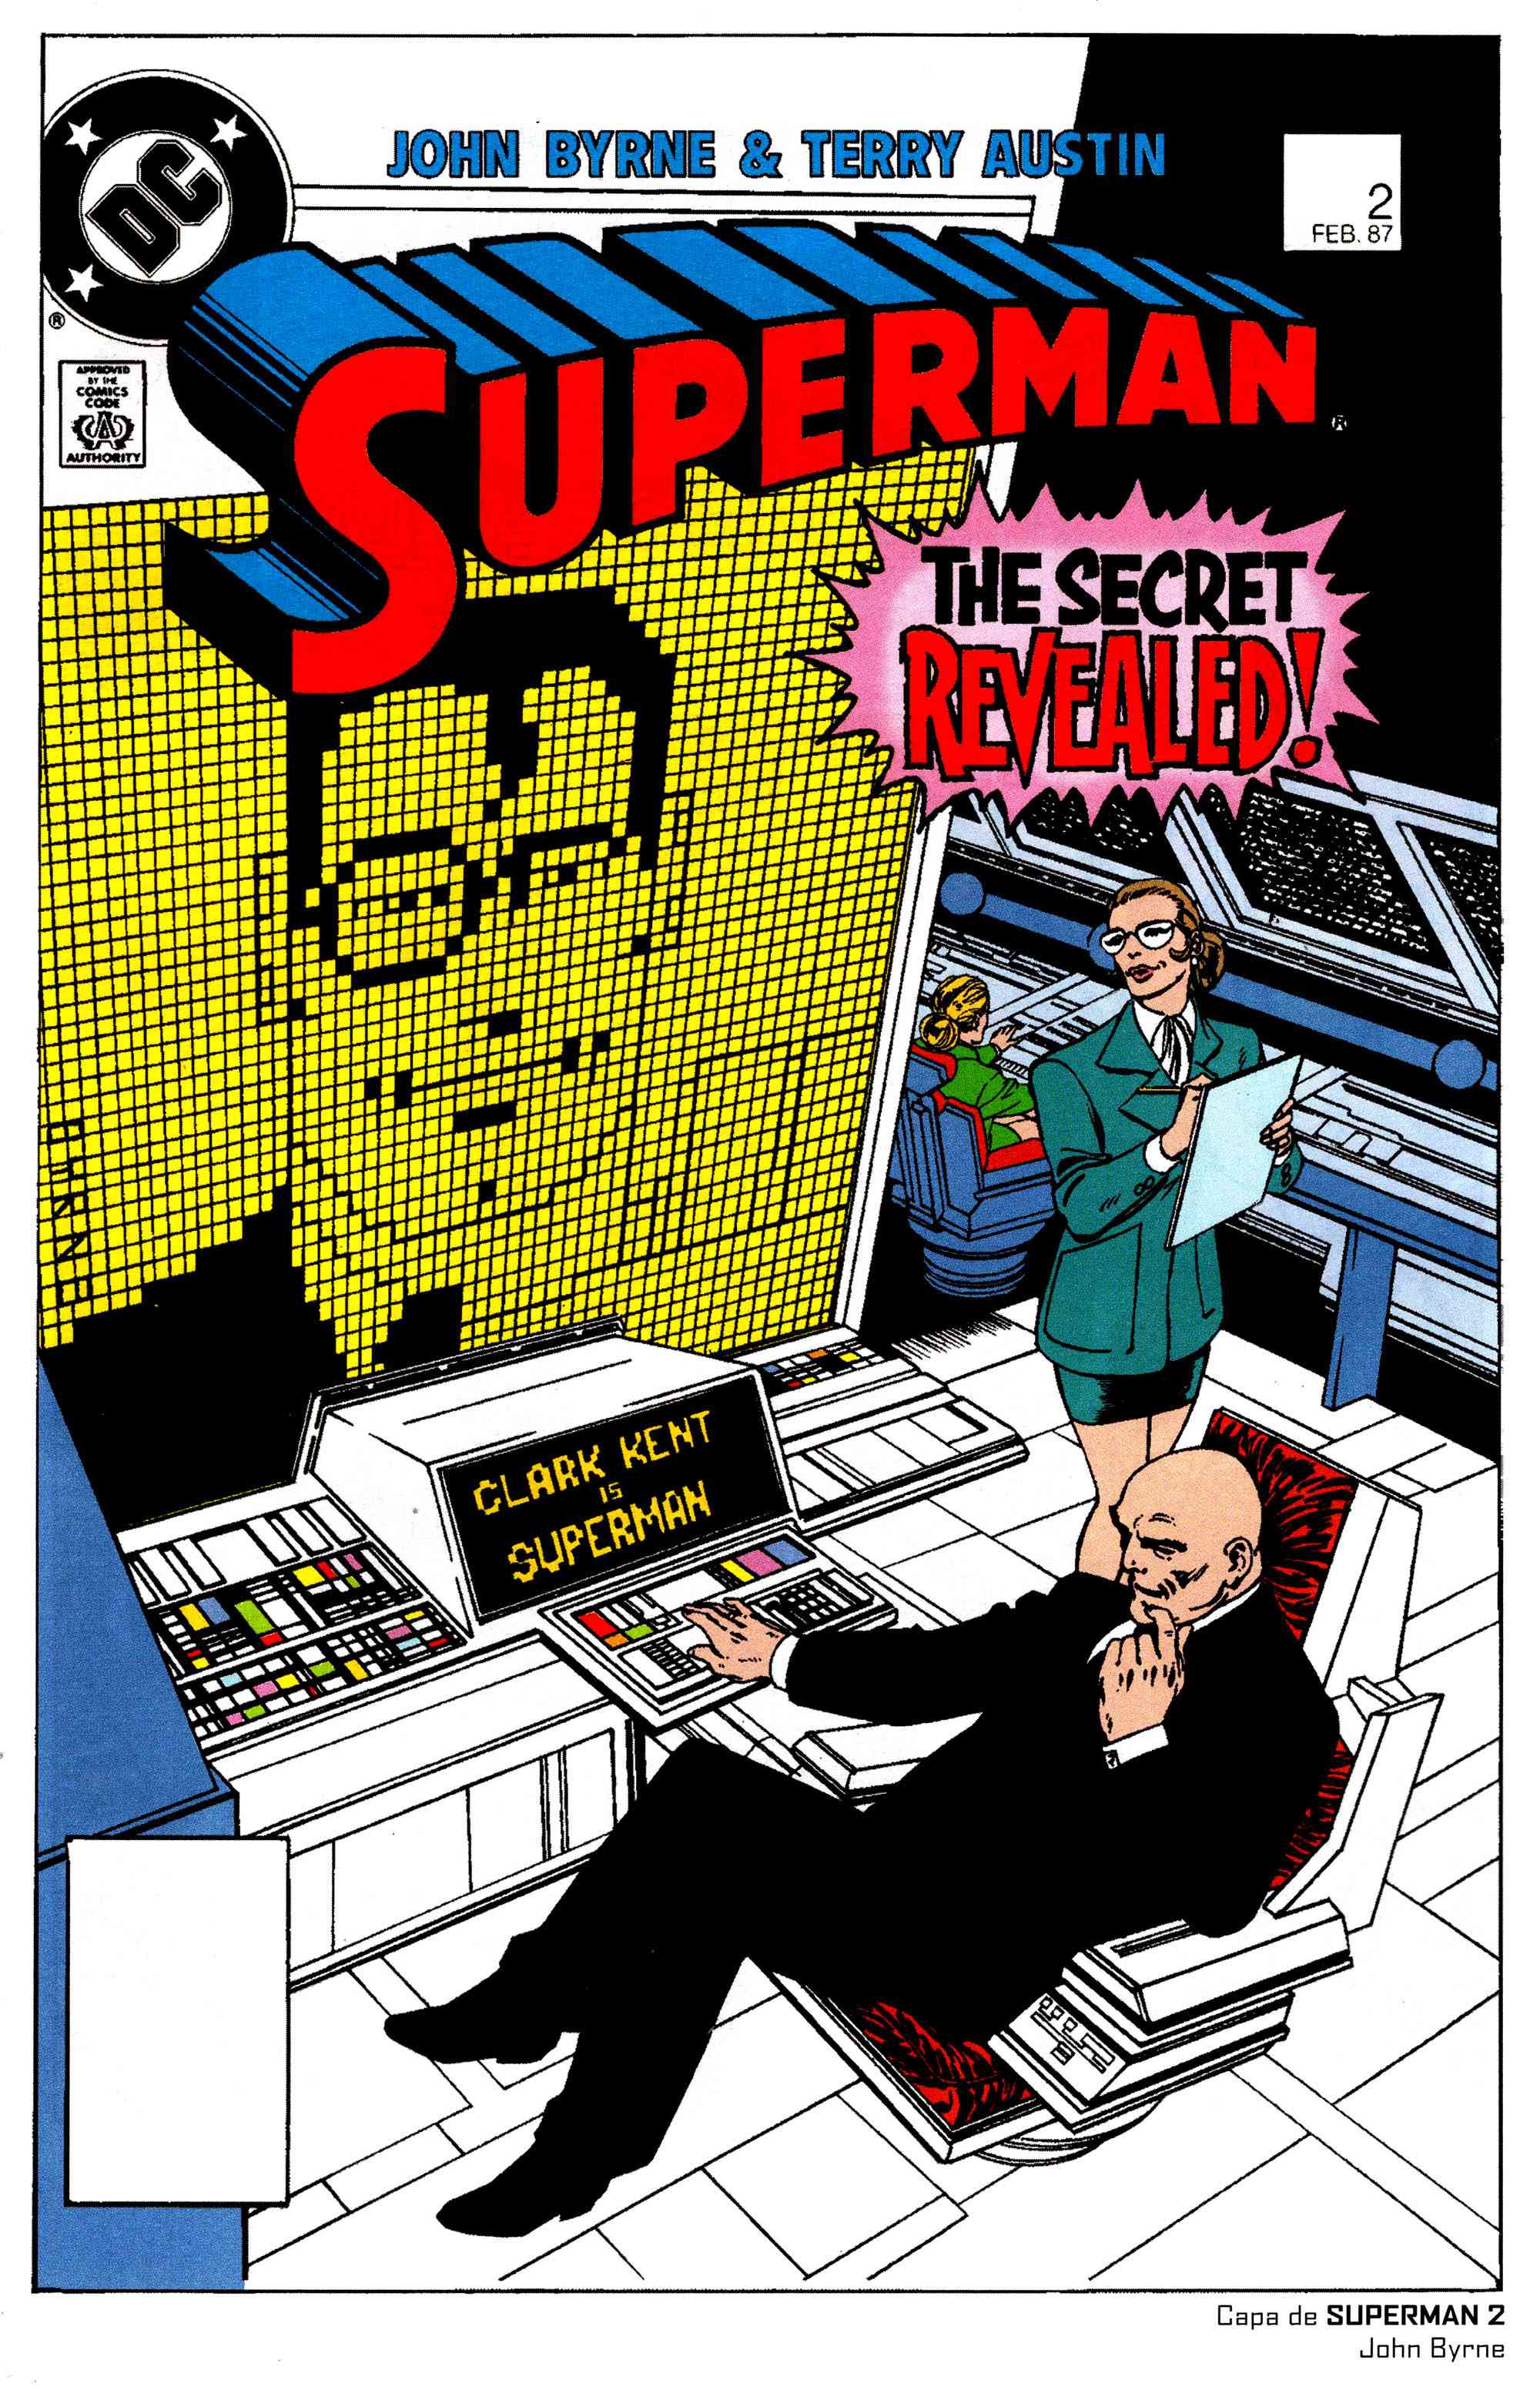 JOHN BYRNE & TERRY AUSTIN
DC
®
2
FEB. 87
SUPERMAN
®
APPROVED
BY THE
COMICS
CODE
A
AUTHORITY
THE SECRET
REVEALED!
BYRNE
CLARK KENT
IS
SUPERMAN
Capa de SUPERMAN 2
John Byrne